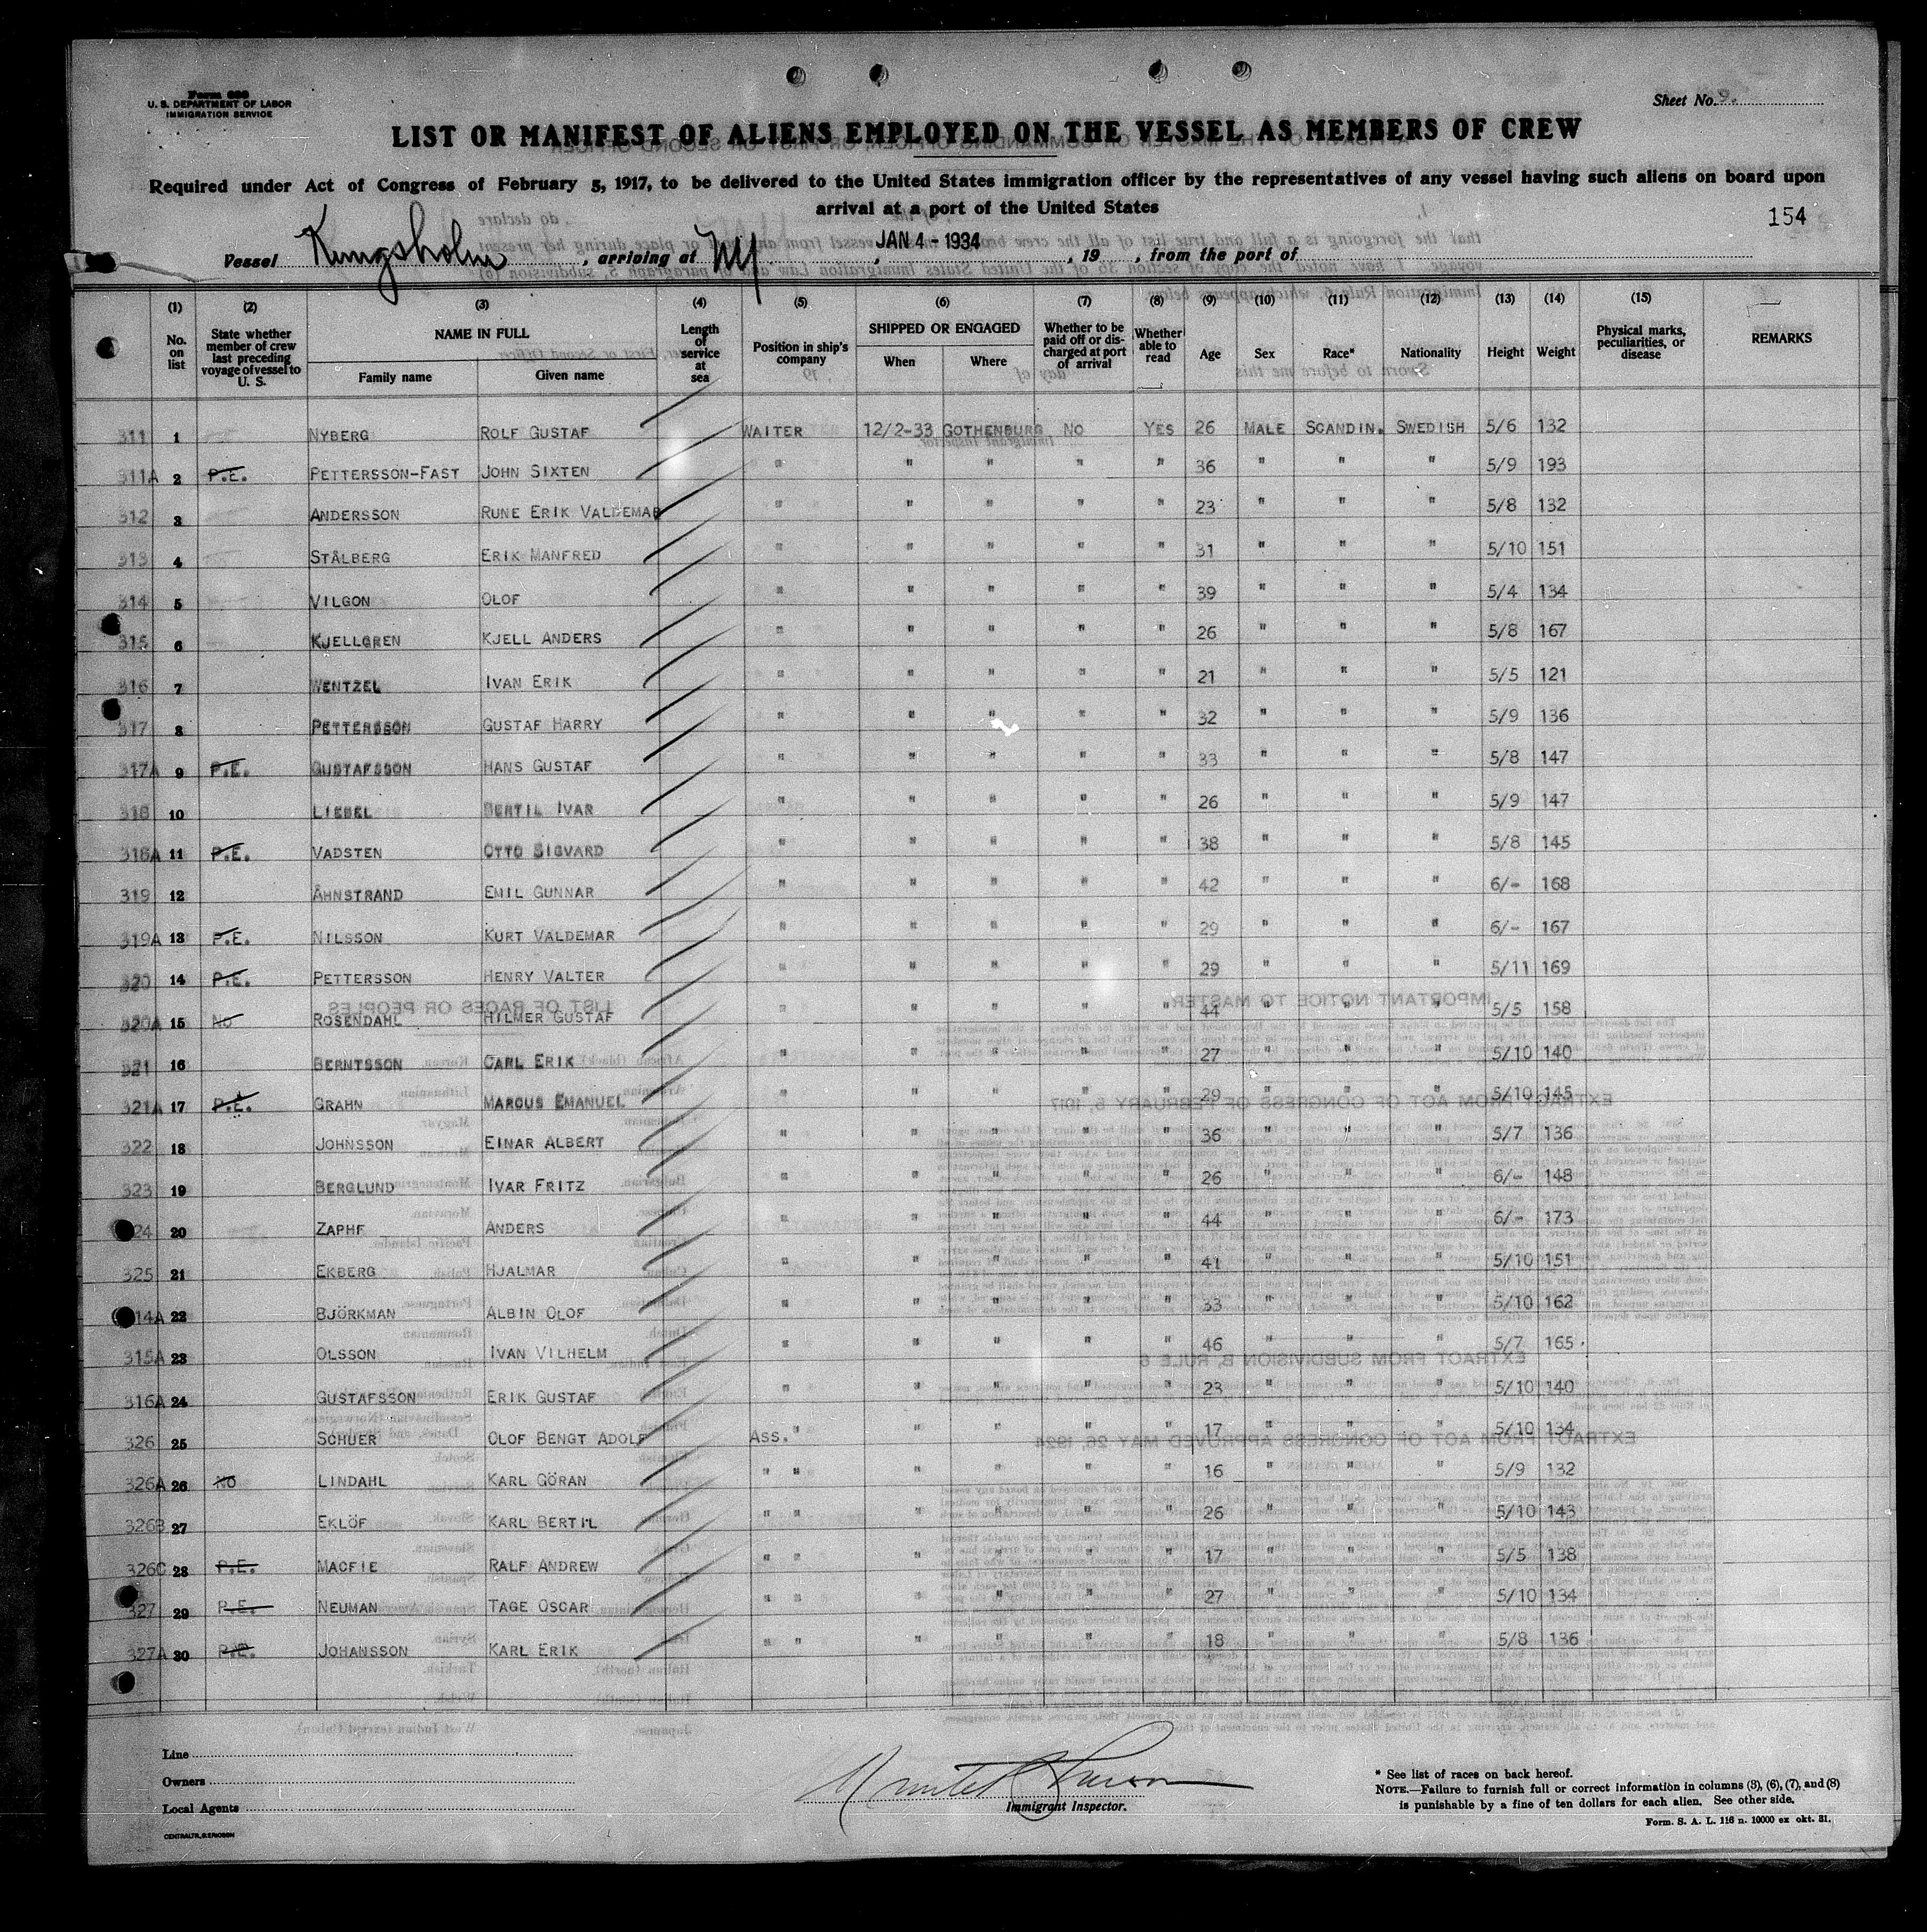 Form 689
U. S. DEPARTMENT OF LABOR
IMMIGRATION SERVICE
Sheet No. 9.
LIST OR MANIFEST OF ALIENS EMPLOYED ON THE VESSEL AS MEMBERS OF CREW
Required under Act of Congress of February 5, 1917, to be delivered to the United States immigration officer by the representatives of any vessel having such aliens on board upon
arrival at a port of the United States
154
Vessel Kungsholm, arriving at NY, JAN 4 - 1934, 19 , from the port of
(1) (2) (3) (4) (5) (6) (7) (8) (9) (10) (11) (12) (13) (14) (15)
No. on list | State whether member of crew last preceding voyage of vessel to U. S. | NAME IN FULL Family name Given name | Length of service at sea | Position in ship's company | SHIPPED OR ENGAGED When Where | Whether to be paid off or discharged at port of arrival | Whether able to read | Age | Sex | Race* | Nationality | Height | Weight | Physical marks, peculiarities, or disease | REMARKS
311 1 NYBERG ROLF GUSTAF WAITER 12/2-33 GOTHENBURG NO YES 26 MALE SCANDIN. SWEDISH 5/6 132
311A 2 P.E. PETTERSSON-FAST JOHN SIXTEN " " " " " 36 " " " 5/9 193
312 3 ANDERSSON RUNE ERIK VALDEMAR " " " " " 23 " " " 5/8 132
313 4 STÅLBERG ERIK MANFRED " " " " " 31 " " " 5/10 151
314 5 VILGON OLOF " " " " " 39 " " " 5/4 134
315 6 KJELLGREN KJELL ANDERS " " " " " 26 " " " 5/8 167
316 7 WENTZEL IVAN ERIK " " " " " 21 " " " 5/5 121
317 8 PETTERSSON GUSTAF HARRY " " " " " 32 " " " 5/9 136
317A 9 P.E. GUSTAFSSON HANS GUSTAF " " " " " 33 " " " 5/8 147
318 10 LIEBEL BERTIL IVAR " " " " " 26 " " " 5/9 147
318A 11 P.E. VADSTEN OTTO SIGVARD " " " " " 38 " " " 5/8 145
319 12 ÅHNSTRAND EMIL GUNNAR " " " " " 42 " " " 6/- 168
319A 13 P.E. NILSSON KURT VALDEMAR " " " " " 29 " " " 6/- 167
320 14 P.E. PETTERSSON HENRY VALTER " " " " " 29 " " " 5/11 169
320A 15 NO ROSENDAHL HILMER GUSTAF " " " " " 44 " " " 5/5 158
321 16 BERNTSSON CARL ERIK " " " " " 27 " " " 5/10 140
321A 17 P.E. GRAHN MARCUS EMANUEL " " " " " 29 " " " 5/10 145
322 18 JOHNSSON EINAR ALBERT " " " " " 36 " " " 5/7 136
323 19 BERGLUND IVAR FRITZ " " " " " 26 " " " 6/- 148
324 20 ZAPHF ANDERS " " " " " 44 " " " 6/- 173
325 21 EKBERG HJALMAR " " " " " 41 " " " 5/10 151
314A 22 BJÖRKMAN ALBIN OLOF " " " " " 33 " " " 5/10 162
315A 23 OLSSON IVAN VILHELM " " " " " 46 " " " 5/7 165
316A 24 GUSTAFSSON ERIK GUSTAF " " " " " 23 " " " 5/10 140
326 25 SCHUER OLOF BENGT ADOLF ASS. " " " " " 17 " " " 5/10 134
326A 26 NO LINDAHL KARL GÖRAN " " " " " " 16 " " " 5/9 132
326B 27 EKLÖF KARL BERTIL " " " " " " 26 " " " 5/10 143
326C 28 P.E. MACFIE RALF ANDREW " " " " " " 17 " " " 5/5 138
327 29 P.E. NEUMAN TAGE OSCAR " " " " " " 27 " " " 5/10 134
327A 30 P.E. JOHANSSON KARL ERIK " " " " " " 18 " " " 5/8 136
Line
Owners
Local Agents
CENTRALTR., G. ERICSSON
Immigrant Inspector.
* See list of races on back hereof.
NOTE.—Failure to furnish full or correct information in columns (3), (6), (7), and (8)
is punishable by a fine of ten dollars for each alien. See other side.
Form. S. A. L. 116 n. 10000 ex okt. 31.